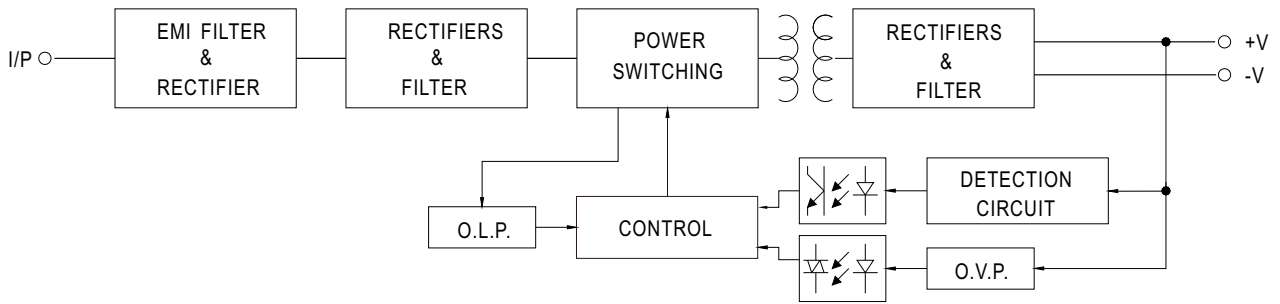 I/P
EMI FILTER
&
RECTIFIER
RECTIFIERS
&
FILTER
POWER
SWITCHING
RECTIFIERS
&
FILTER
+V
-V
O.L.P.
CONTROL
DETECTION
CIRCUIT
O.V.P.